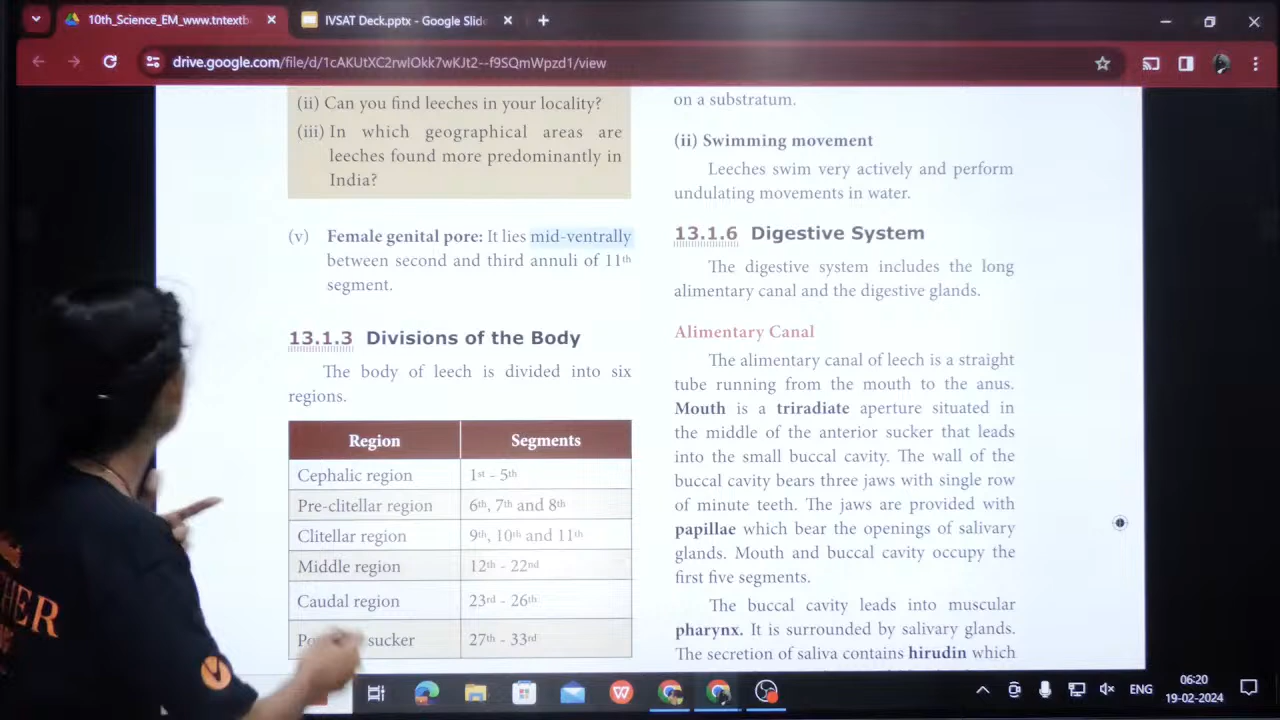 10th_Science_EM_www.tntextb
IVSAT Deck.pptx - Google Slide
drive.google.com/file/d/1cAKUtXC2rwIOkk7wKJt2--f9SQmWpzd1/view
(ii) Can you find leeches in your locality?
(iii) In which geographical areas are
leeches found more predominantly in
India?
(v) Female genital pore: It lies mid-ventrally
between second and third annuli of 11th
segment.
13.1.3 Divisions of the Body
The body of leech is divided into six
regions.
Region Segments
Cephalic region 1st - 5th
Pre-clitellar region 6th, 7th and 8th
Clitellar region 9th, 10th and 11th
Middle region 12th - 22nd
Caudal region 23rd - 26th
sucker 27th - 33rd
on a substratum.
(ii) Swimming movement
Leeches swim very actively and perform
undulating movements in water.
13.1.6 Digestive System
The digestive system includes the long
alimentary canal and the digestive glands.
Alimentary Canal
The alimentary canal of leech is a straight
tube running from the mouth to the anus.
Mouth is a triradiate aperture situated in
the middle of the anterior sucker that leads
into the small buccal cavity. The wall of the
buccal cavity bears three jaws with single row
of minute teeth. The jaws are provided with
papillae which bear the openings of salivary
glands. Mouth and buccal cavity occupy the
first five segments.
The buccal cavity leads into muscular
pharynx. It is surrounded by salivary glands.
The secretion of saliva contains hirudin which
ENG
06:20
19-02-2024